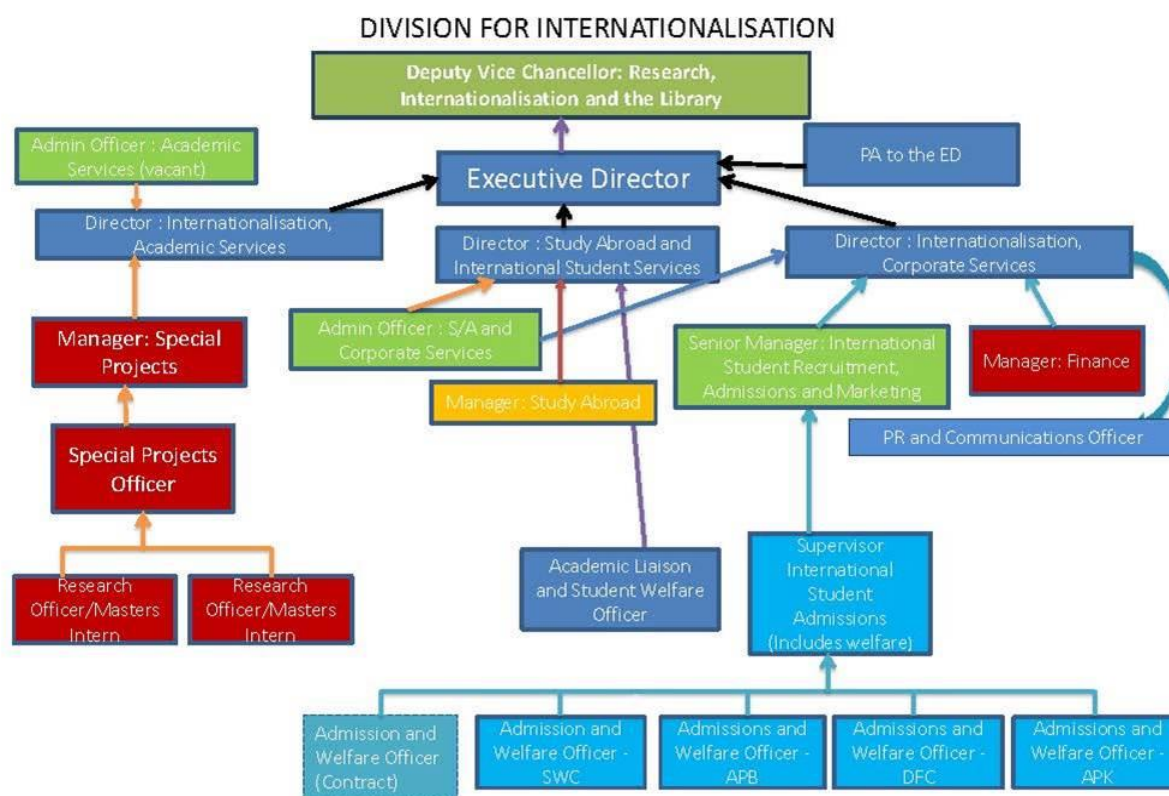 DIVISION FOR INTERNATIONALISATION
Deputy Vice Chancellor: Research,
Internationalisation and the Library
Admin Officer : Academic
Services (vacant)
PA to the ED
Executive Director
Director : Internationalisation,
Academic Services
Director : Study Abroad and
International Student Services
Director : Internationalisation,
Corporate Services
Manager: Special
Projects
Admin Officer : S/A and
Corporate Services
Senior Manager: International
Student Recruitment,
Admissions and Marketing
Manager: Finance
Manager: Study Abroad
PR and Communications Officer
Special Projects
Officer
Research
Officer/Masters
Intern
Research
Officer/Masters
Intern
Academic Liaison
and Student Welfare
Officer
Supervisor
International
Student
Admissions
(Includes welfare)
Admission and
Welfare Officer
(Contract)
Admission and
Welfare Officer -
SWC
Admissions and
Welfare Officer -
APB
Admissions and
Welfare Officer -
DFC
Admissions and
Welfare Officer -
APK